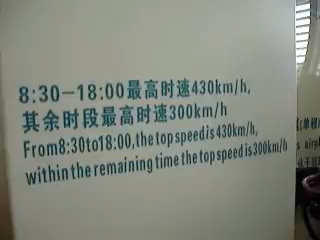 8:30-18:00最高时速430km/h,
其余时段最高时速300km/h
From8:30to18:00,the top speed is 430km/h,
within the remaining time the top speed is 300km/h